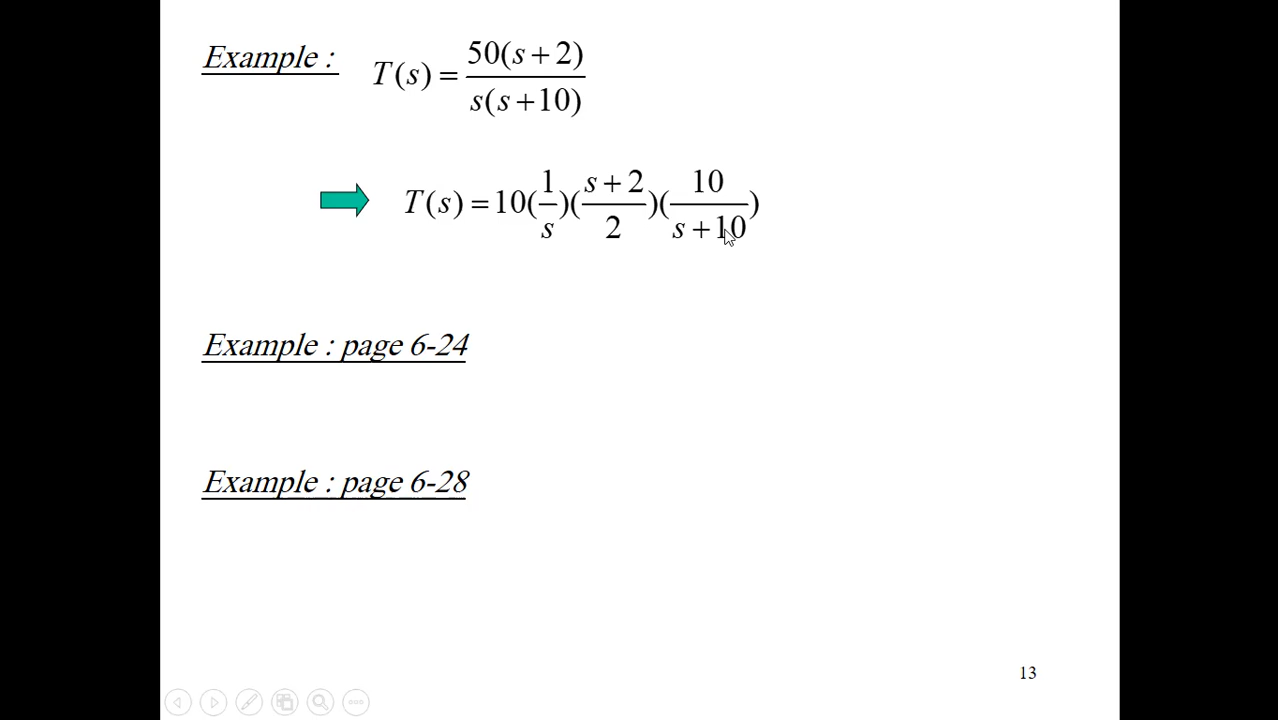 Example :
T(s) = 50(s + 2) / s(s + 10)
T(s) = 10(1/s)((s + 2)/2)(10/(s + 10))
Example : page 6-24
Example : page 6-28
13